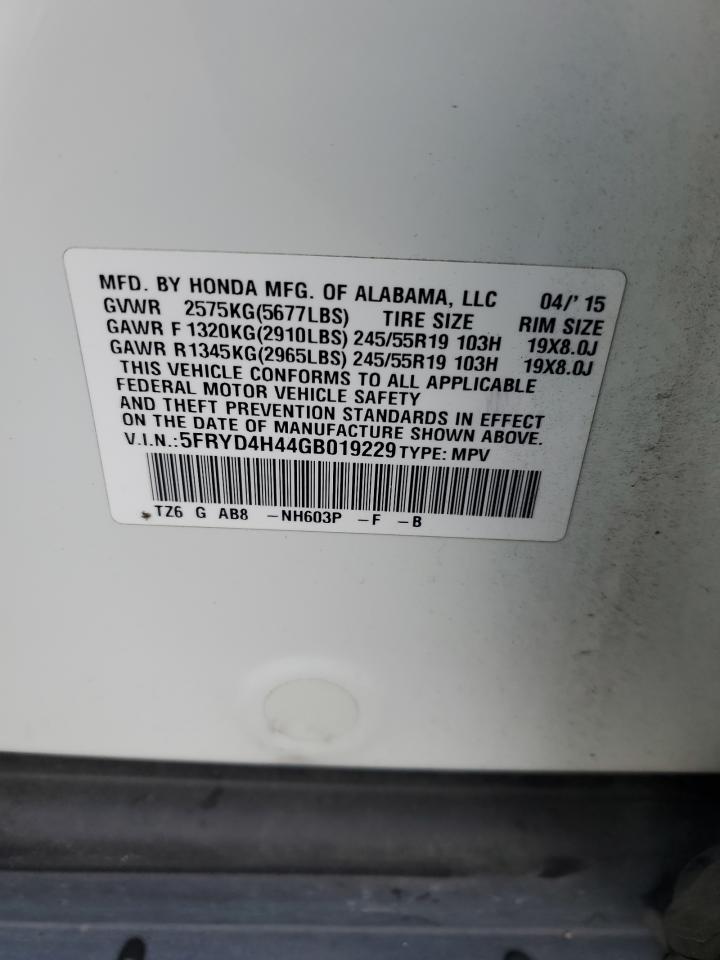 MFD. BY HONDA MFG. OF ALABAMA, LLC 04/' 15
GVWR 2575KG(5677LBS) TIRE SIZE RIM SIZE
GAWR F 1320KG(2910LBS) 245/55R19 103H 19X8.0J
GAWR R1345KG(2965LBS) 245/55R19 103H 19X8.0J
THIS VEHICLE CONFORMS TO ALL APPLICABLE
FEDERAL MOTOR VEHICLE SAFETY
AND THEFT PREVENTION STANDARDS IN EFFECT
ON THE DATE OF MANUFACTURE SHOWN ABOVE.
V.I.N.:5FRYD4H44GB019229 TYPE: MPV
TZ6 G AB8 -NH603P -F -B